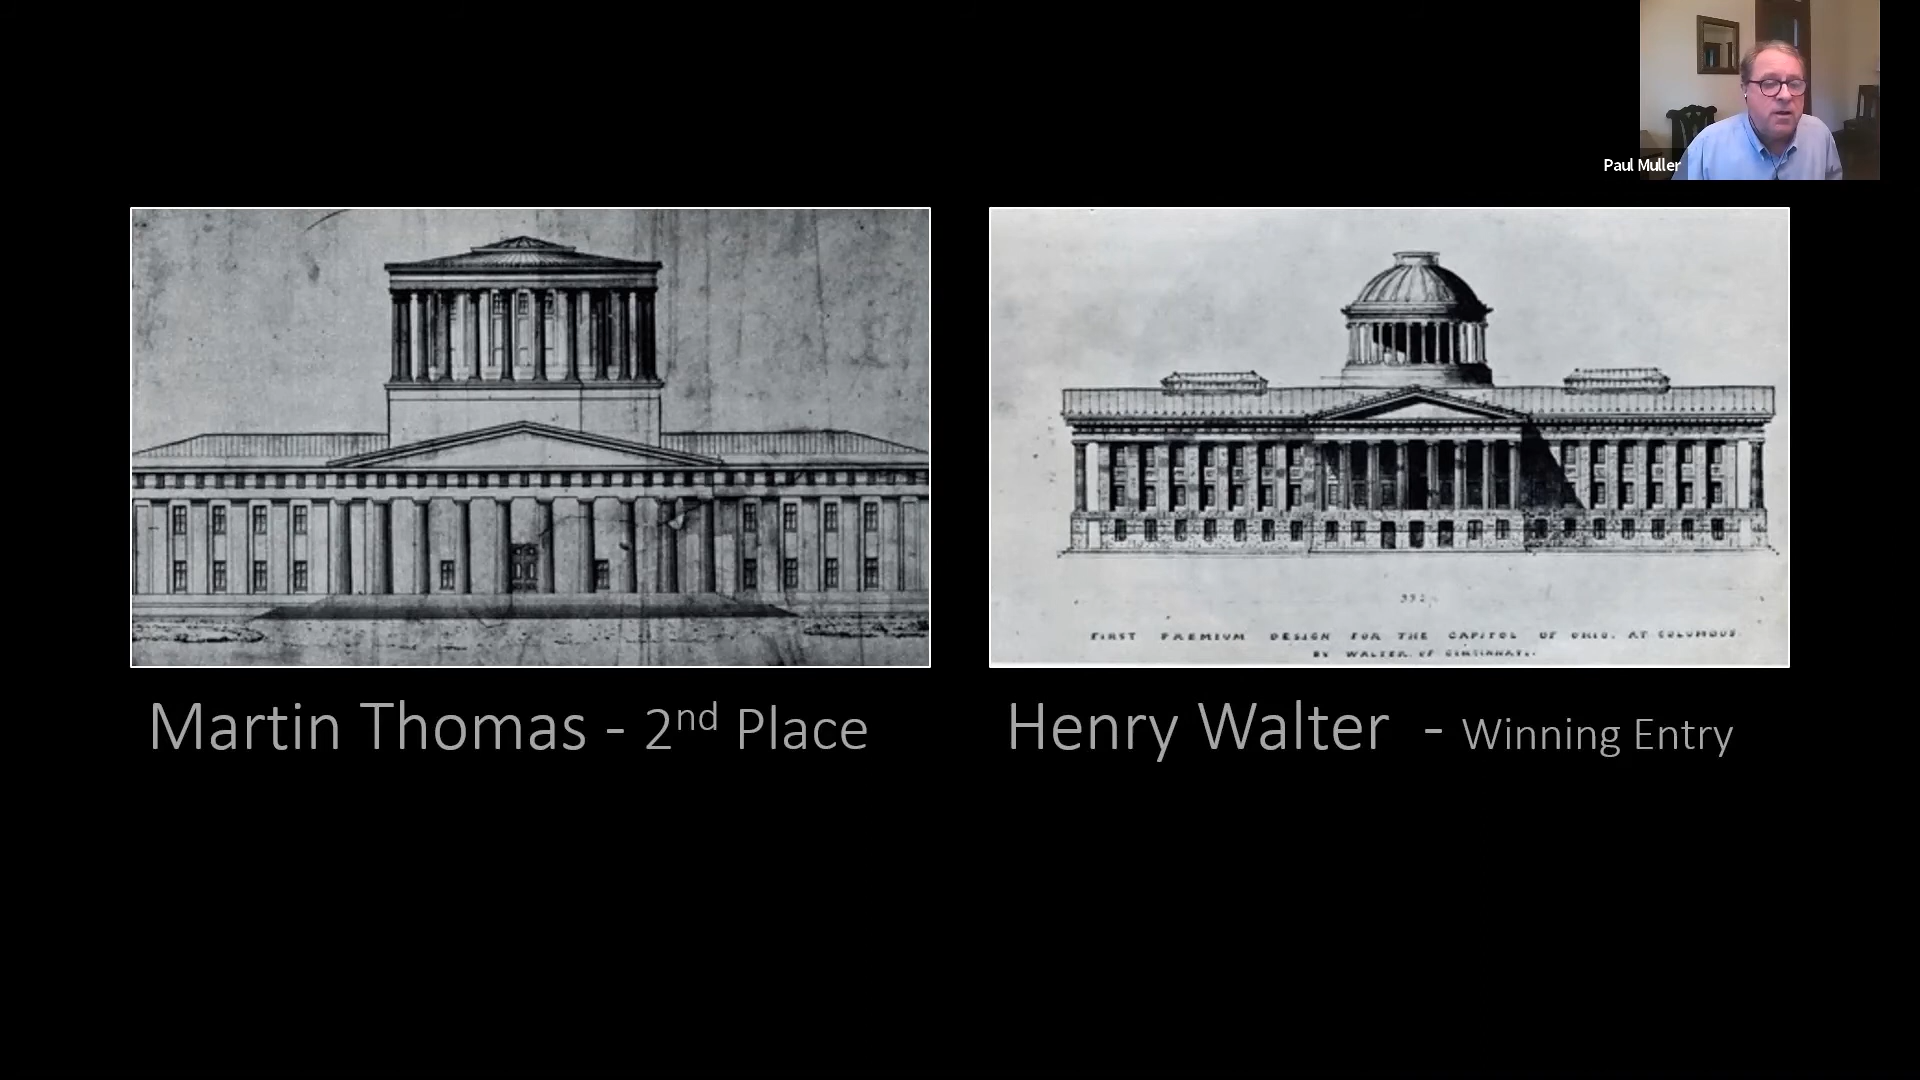 Paul Muller
332
FIRST PREMIUM DESIGN FOR THE CAPITOL OF OHIO. AT COLUMBUS
BY WALTER. OF CINCINNATI.
Martin Thomas - 2nd Place
Henry Walter - Winning Entry